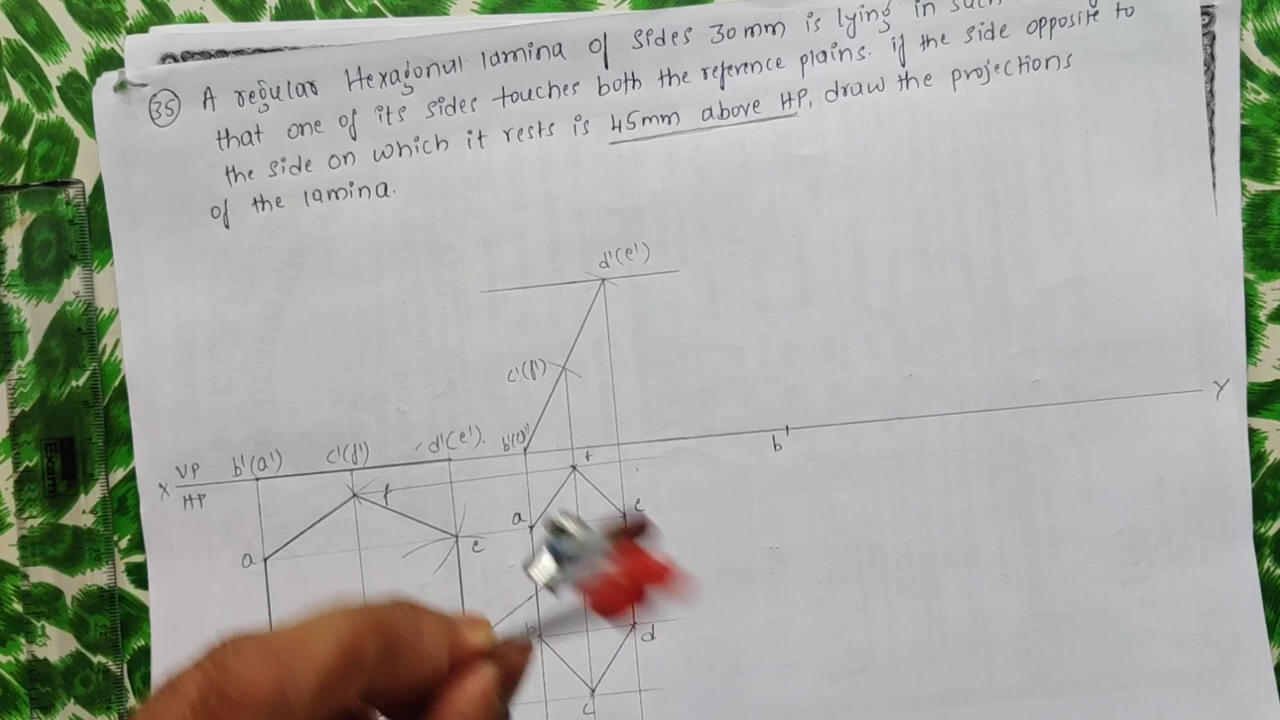 35 A regular Hexagonul lamina of sides 30mm is lying in such
that one of its sides touches both the reference plains. if the side opposite to
the side on which it rests is 45mm above HP, draw the projections
of the lamina.
d'(e')
c'(f')
X VP b'(a') c'(f') d'(e'). b'(a') b' Y
HP
f f
a e a e
b d
c